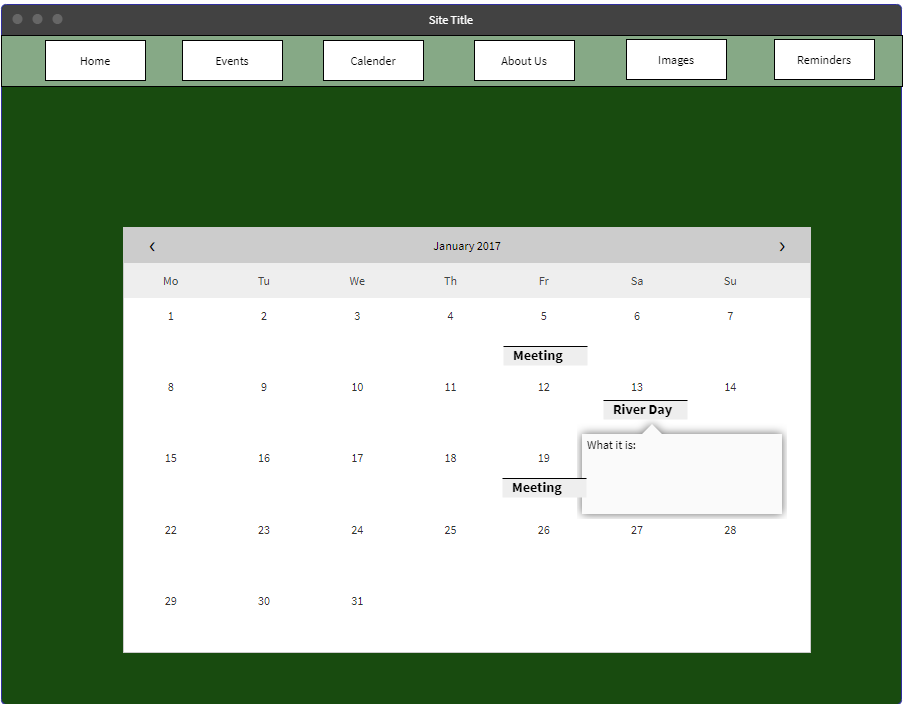 Site Title
Home Events Calender About Us Images Reminders
‹ January 2017 ›
Mo Tu We Th Fr Sa Su
1 2 3 4 5 6 7
Meeting
8 9 10 11 12 13 14
River Day
What it is:
15 16 17 18 19
Meeting
22 23 24 25 26 27 28
29 30 31